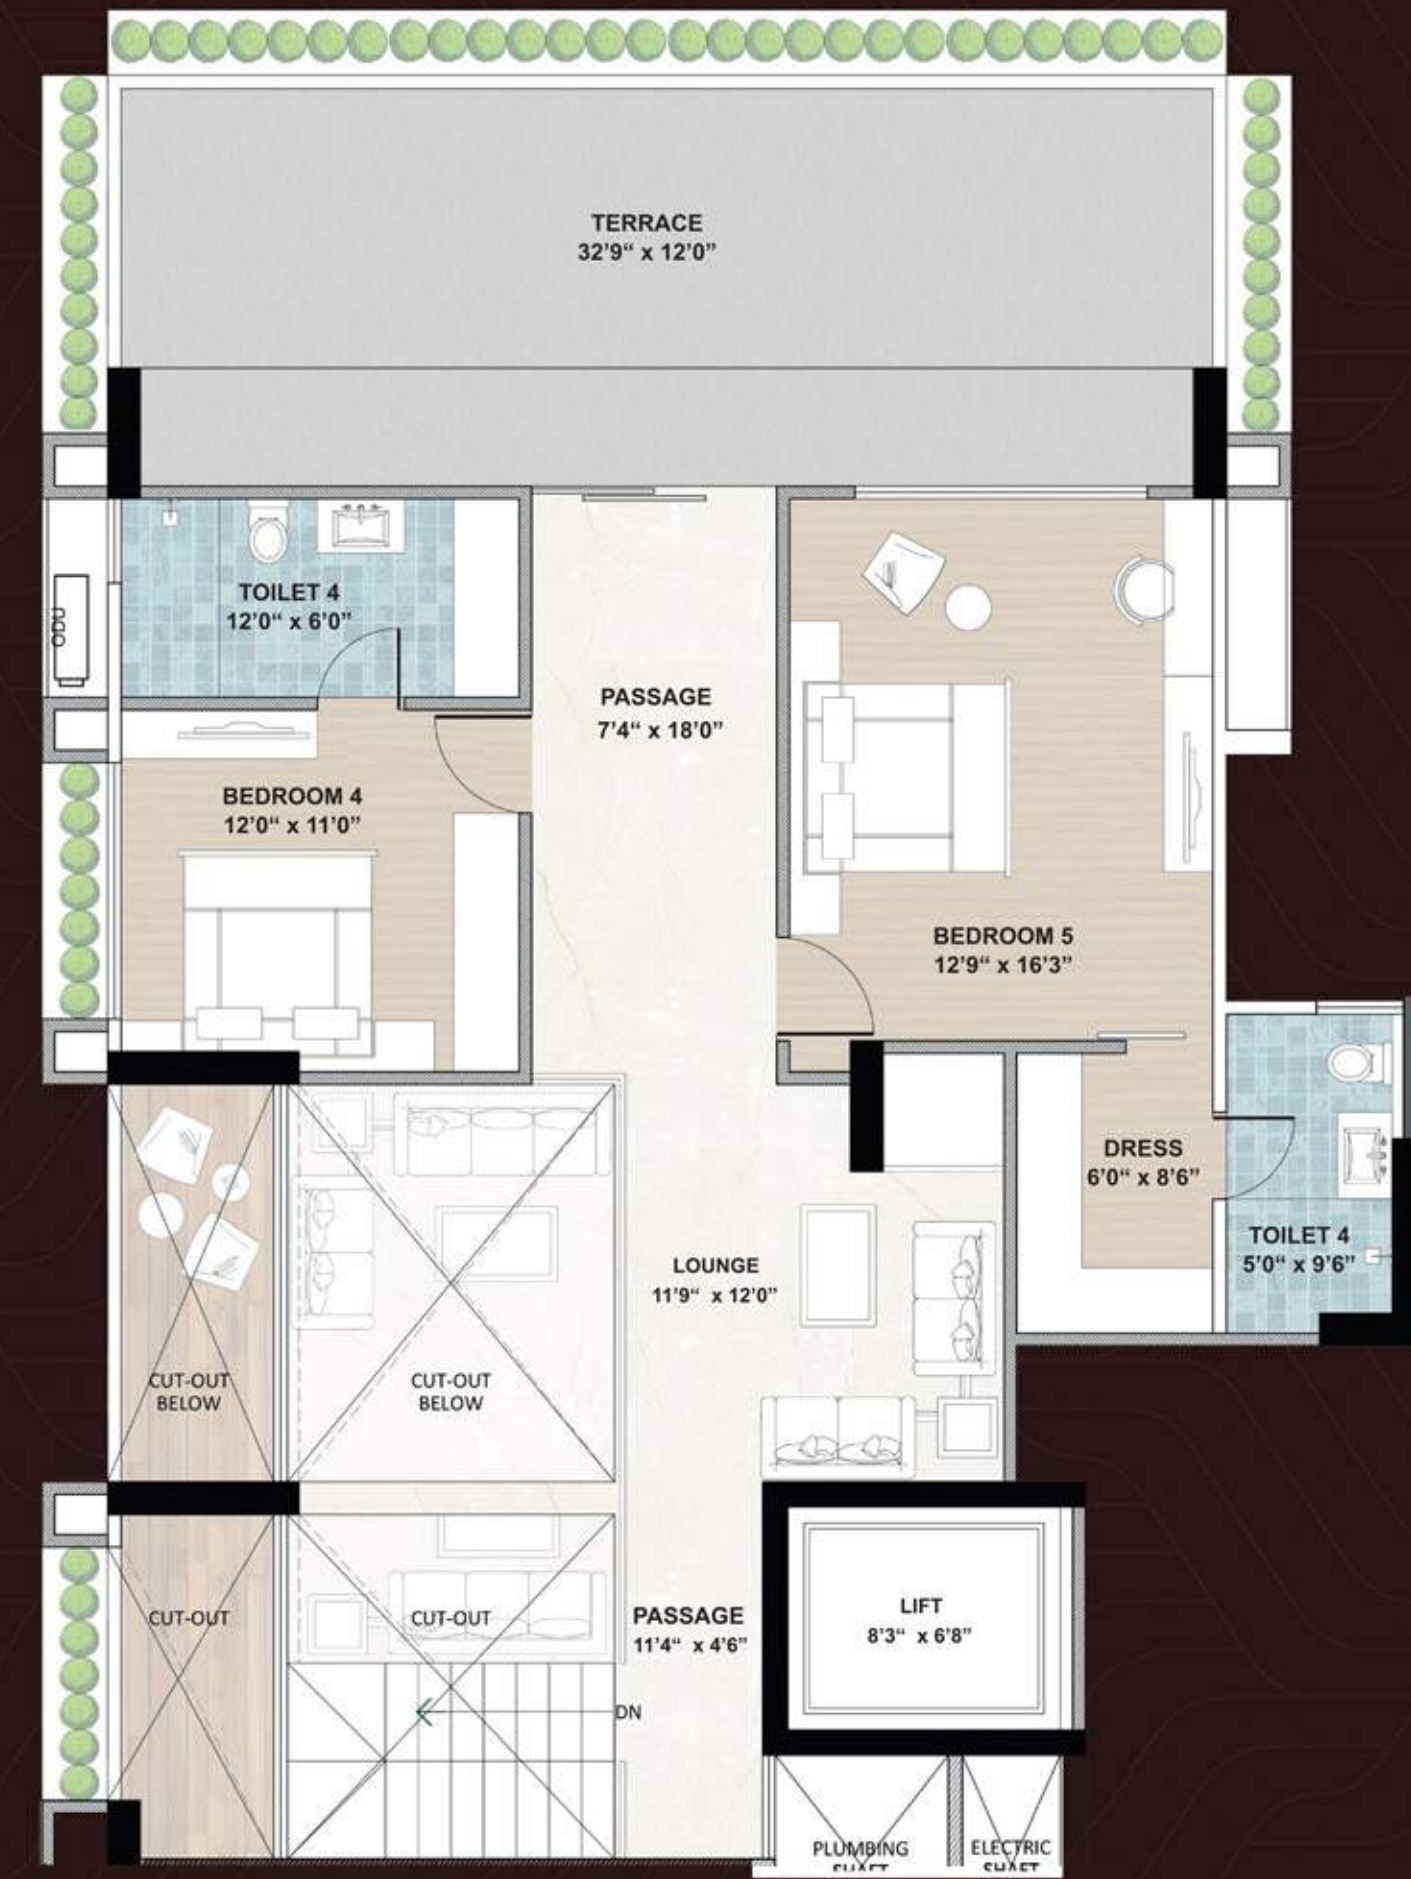 TERRACE
32’9“ x 12’0”
TOILET 4
12’0“ x 6’0”
ODU
PASSAGE
7’4“ x 18’0”
BEDROOM 4
12’0“ x 11’0”
BEDROOM 5
12’9“ x 16’3”
DRESS
6’0“ x 8’6”
TOILET 4
5’0“ x 9’6”
LOUNGE
11’9“ x 12’0”
CUT-OUT
BELOW
CUT-OUT
BELOW
CUT-OUT
CUT-OUT
PASSAGE
11’4“ x 4’6”
LIFT
8’3“ x 6’8”
DN
PLUMBING
SHAFT
ELECTRIC
SHAFT